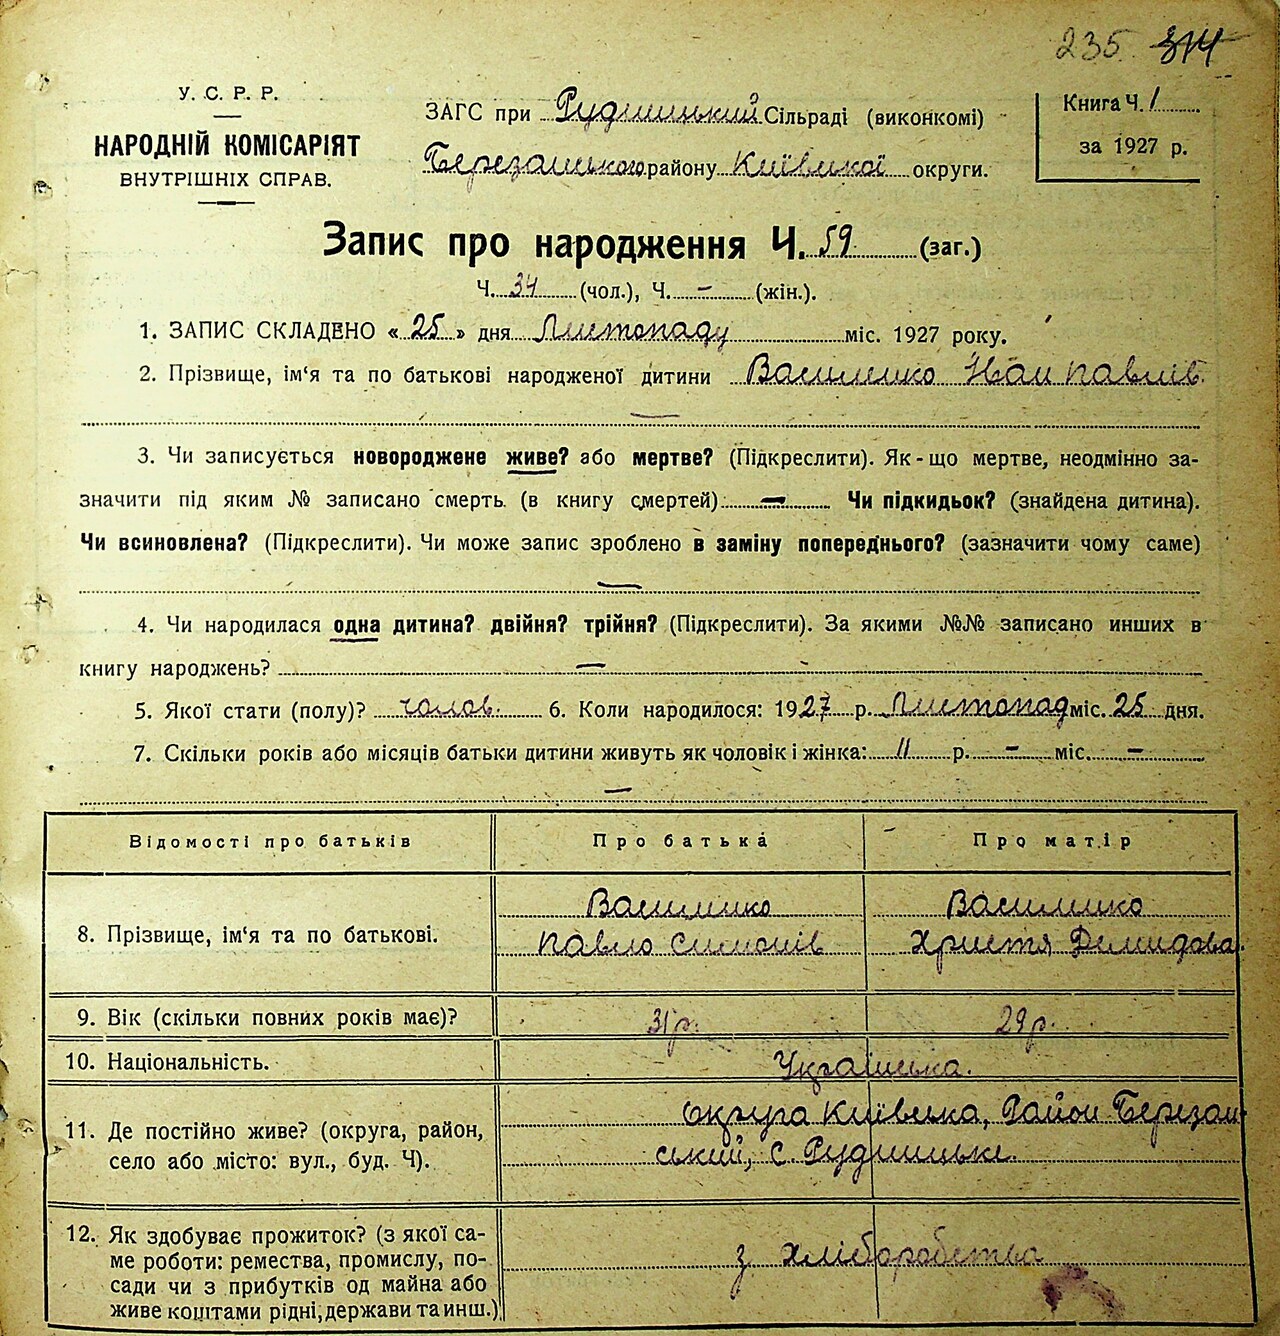 235 314
У. С. Р. Р.
НАРОДНІЙ КОМІСАРІЯТ
ВНУТРІШНІХ СПРАВ.
ЗАГС при Рудницький Сільраді (виконкомі)
Березанського району Київської округи.
Книга Ч. 1
за 1927 р.
Запис про народження Ч. 59 (заг.)
Ч. 34 (чол.), Ч. – (жін.).
1. ЗАПИС СКЛАДЕНО « 25 » дня Листопаду міс. 1927 року.
2. Прізвище, ім‘я та по батькові народженої дитини Василенко Іван Павлів.
—
3. Чи записується новороджене живе? або мертве? (Підкреслити). Як-що мертве, неодмінно за-
значити під яким № записано смерть (в книгу смертей) — Чи підкидьок? (знайдена дитина).
Чи всиновлена? (Підкреслити). Чи може запис зроблено в заміну попереднього? (зазначити чому саме)
—
4. Чи народилася одна дитина? двійня? трійня? (Підкреслити). За якими №№ записано инших в
книгу народжень? —
5. Якої стати (полу)? чолов. 6. Коли народилося: 1927 р. Листопад міс. 25 дня.
7. Скільки років або місяців батьки дитини живуть як чоловік і жінка: 11 р. – міс. –
—
Відомості про батьків Про батька Про матір
8. Прізвище, ім‘я та по батькові.
Василенко
Павло Симонів
Василенко
Христя Демидова.
9. Вік (скільки повних років має)? 31 р. 29 р.
10. Національність. Українська.
11. Де постійно живе? (округа, район,
село або місто: вул., буд. Ч).
округа Київська, Район Березан
ський, с. Рудницьке.
12. Як здобуває прожиток? (з якої са-
ме роботи: ремества, промислу, по-
сади чи з прибутків од майна або
живе коштами рідні, держави та инш.)
з хліборобства